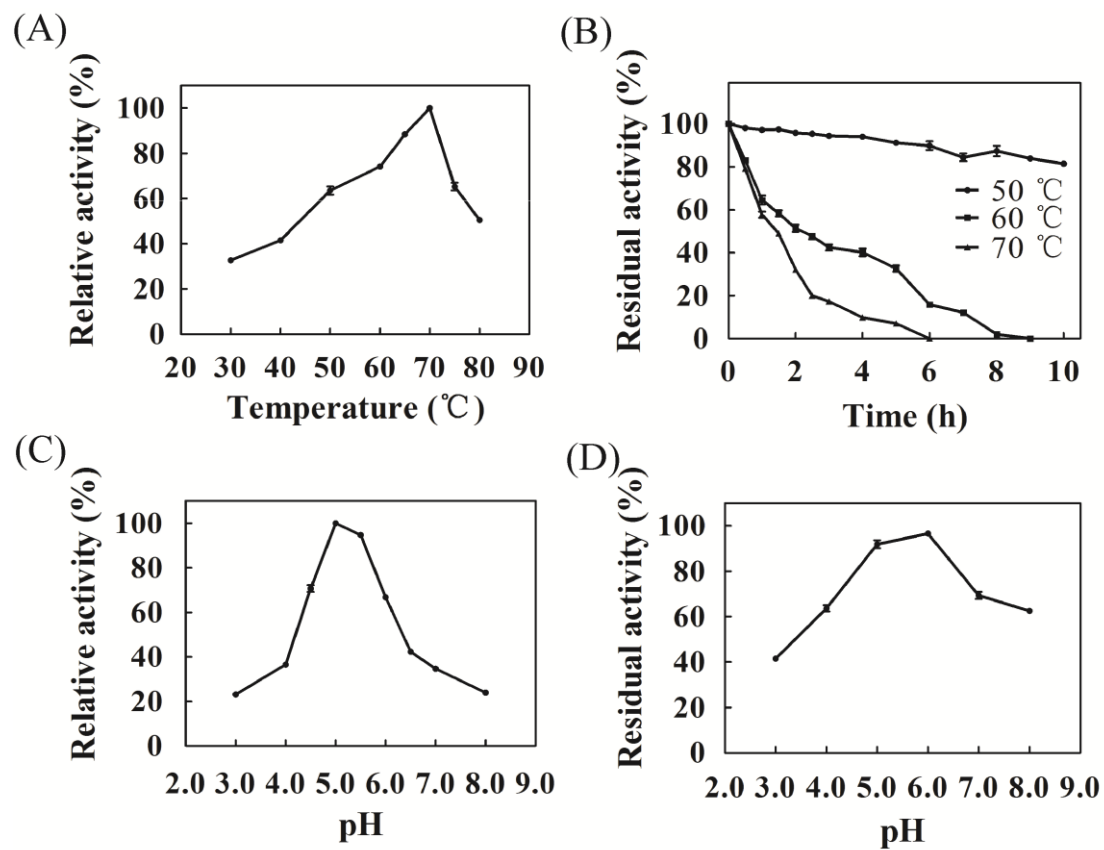 (A)
Relative activity (%)
100
80
60
40
20
0
20 30 40 50 60 70 80 90
Temperature (℃)
(B)
Residual activity (%)
100
80
60
40
20
0
50 ℃
60 ℃
70 ℃
0 2 4 6 8 10
Time (h)
(C)
Relative activity (%)
100
80
60
40
20
0
2.0 3.0 4.0 5.0 6.0 7.0 8.0 9.0
pH
(D)
Residual activity (%)
100
80
60
40
20
0
2.0 3.0 4.0 5.0 6.0 7.0 8.0 9.0
pH